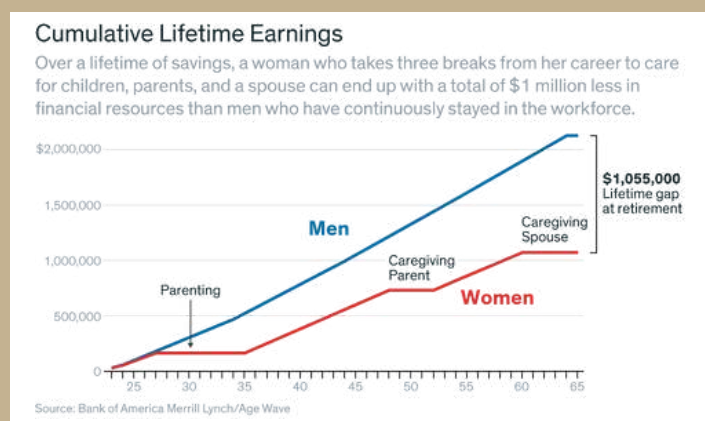 Cumulative Lifetime Earnings
Over a lifetime of savings, a woman who takes three breaks from her career to care
for children, parents, and a spouse can end up with a total of $1 million less in
financial resources than men who have continuously stayed in the workforce.
$2,000,000
1,500,000
1,000,000
500,000
0
Men
Women
Parenting
Caregiving
Parent
Caregiving
Spouse
$1,055,000
Lifetime gap
at retirement
25 30 35 40 45 50 55 60 65
Source: Bank of America Merrill Lynch/Age Wave